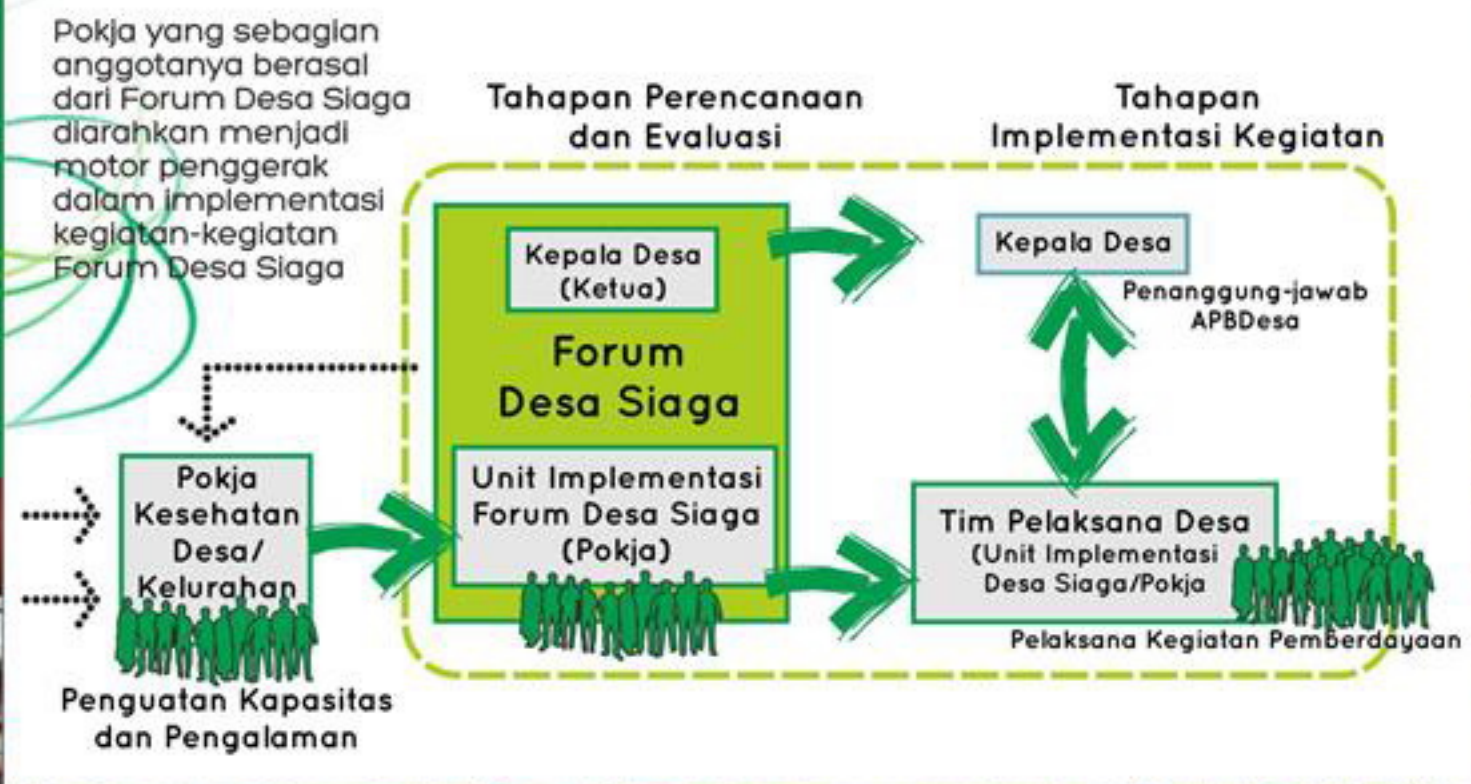 Pokja yang sebagian
anggotanya berasal
dari Forum Desa Siaga
diarahkan menjadi
motor penggerak
dalam implementasi
kegiatan-kegiatan
Forum Desa Siaga
Tahapan Perencanaan
dan Evaluasi
Tahapan
Implementasi Kegiatan
Kepala Desa
(Ketua)
Forum
Desa Siaga
Unit Implementasi
Forum Desa Siaga
(Pokja)
Kepala Desa
Penanggung-jawab
APBDesa
Tim Pelaksana Desa
(Unit Implementasi
Desa Siaga/Pokja
Pelaksana Kegiatan Pemberdayaan
Pokja
Kesehatan
Desa/
Kelurahan
Penguatan Kapasitas
dan Pengalaman